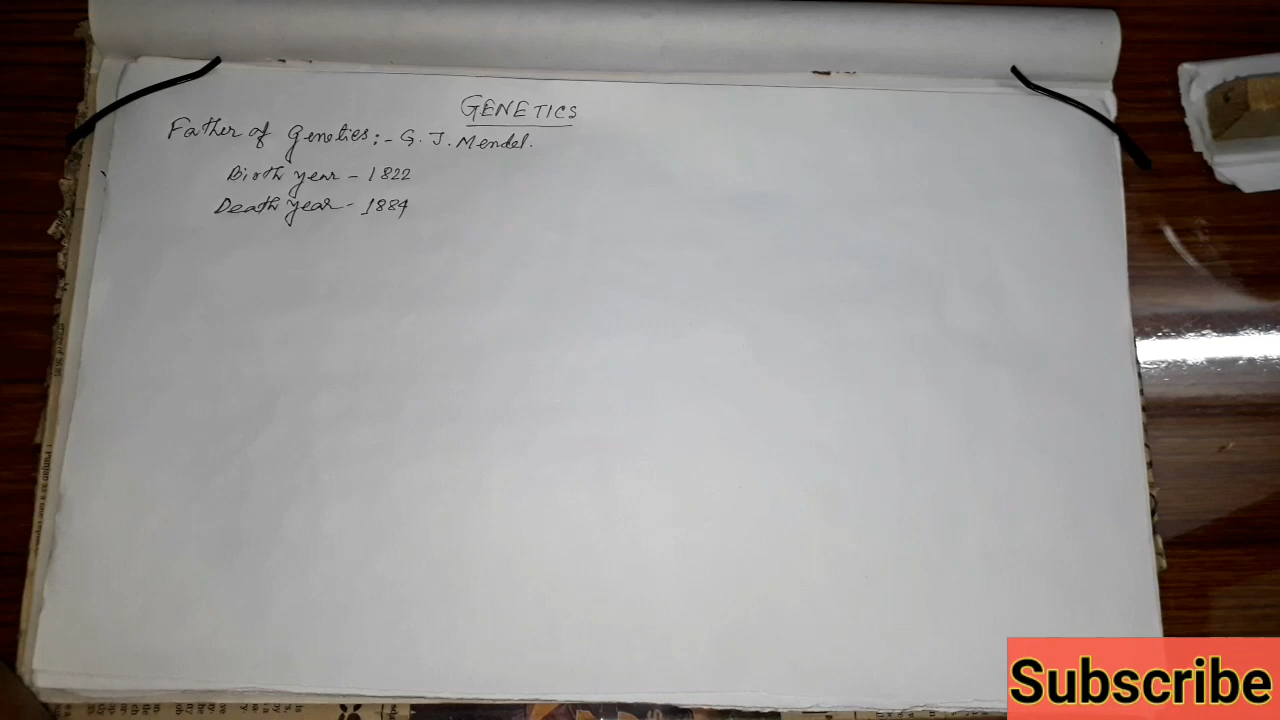 GENETICS
Father of Genetics:- G. J. Mendel.
Birth year - 1822
Death year - 1884
Subscribe